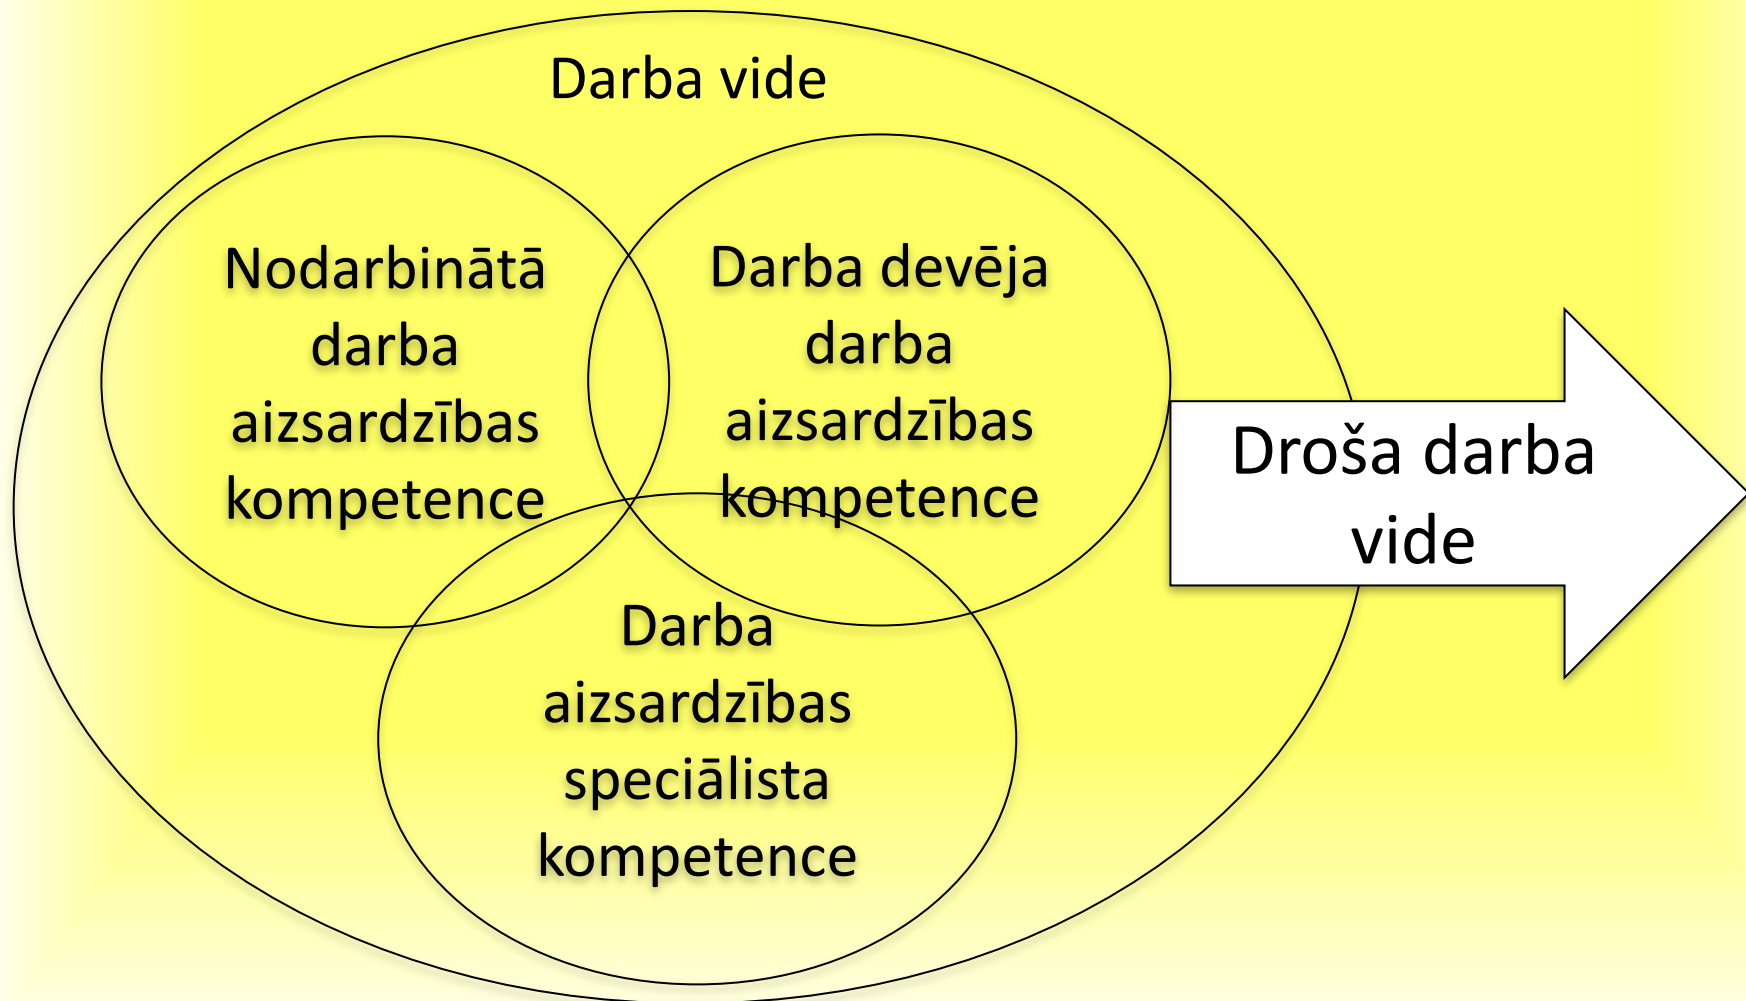 Darba vide
Nodarbinātā
darba
aizsardzības
kompetence
Darba devēja
darba
aizsardzības
kompetence
Darba
aizsardzības
speciālista
kompetence
Droša darba
vide